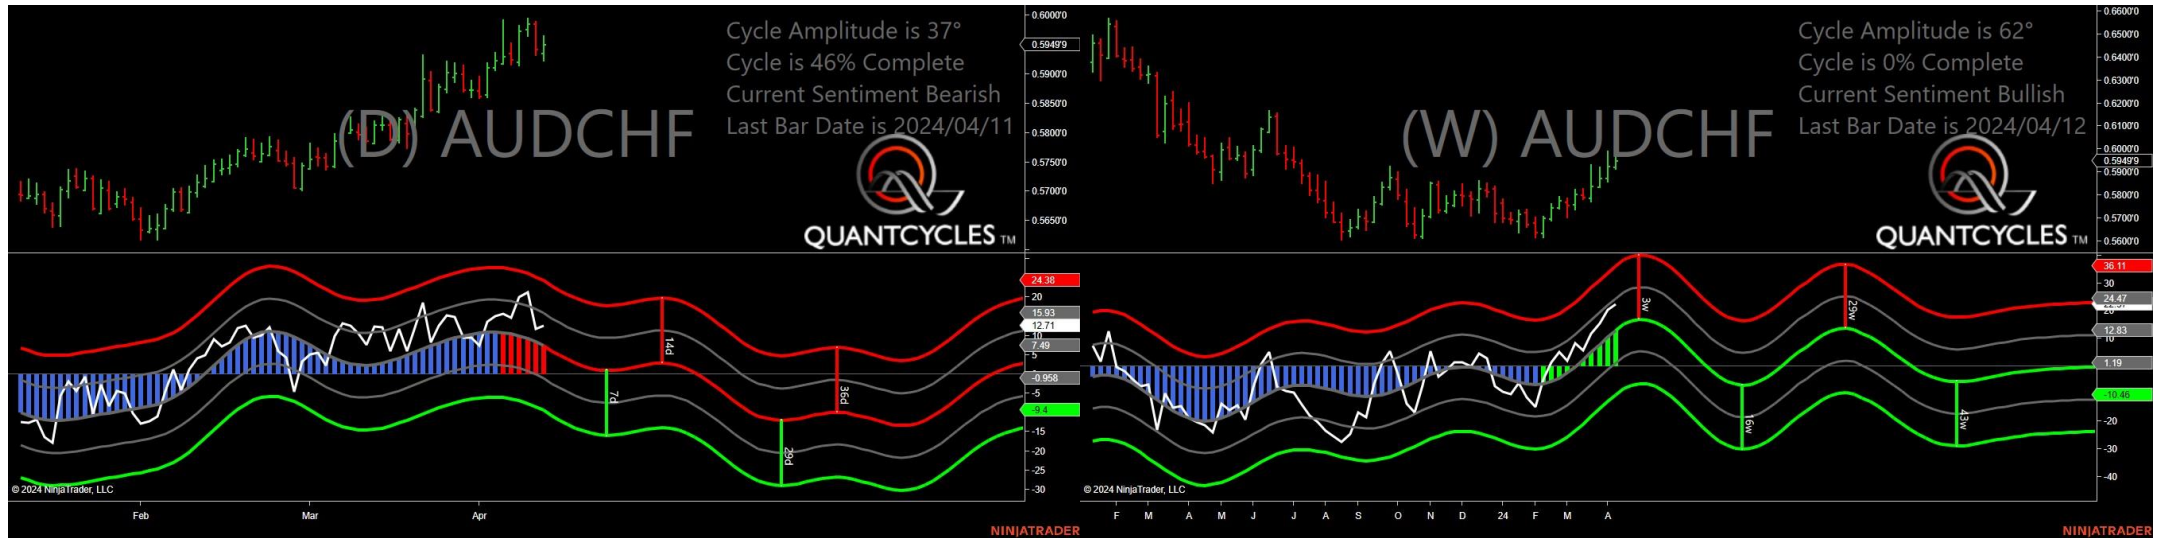 Cycle Amplitude is 37°
Cycle is 46% Complete
Current Sentiment Bearish
Last Bar Date is 2024/04/11
(D) AUDCHF
QUANTCYCLES TM
0.6000'0
0.5949'9
0.5900'0
0.5850'0
0.5800'0
0.5750'0
0.5700'0
0.5650'0
24.38
20
15.93
12.71
10
7.49
5
-0.958
-5
-9.4
-15
-20
-25
-30
7d
14d
29d
36d
© 2024 NinjaTrader, LLC
Feb
Mar
Apr
NINJATRADER
Cycle Amplitude is 62°
Cycle is 0% Complete
Current Sentiment Bullish
Last Bar Date is 2024/04/12
(W) AUDCHF
QUANTCYCLES TM
0.6600'0
0.6500'0
0.6400'0
0.6300'0
0.6200'0
0.6100'0
0.6000'0
0.5949'9
0.5900'0
0.5800'0
0.5700'0
0.5600'0
36.11
30
24.47
20
12.83
10
1.19
-10.46
-20
-30
-40
3w
16w
29w
43w
© 2024 NinjaTrader, LLC
F
M
A
M
J
J
A
S
O
N
D
24
F
M
A
NINJATRADER